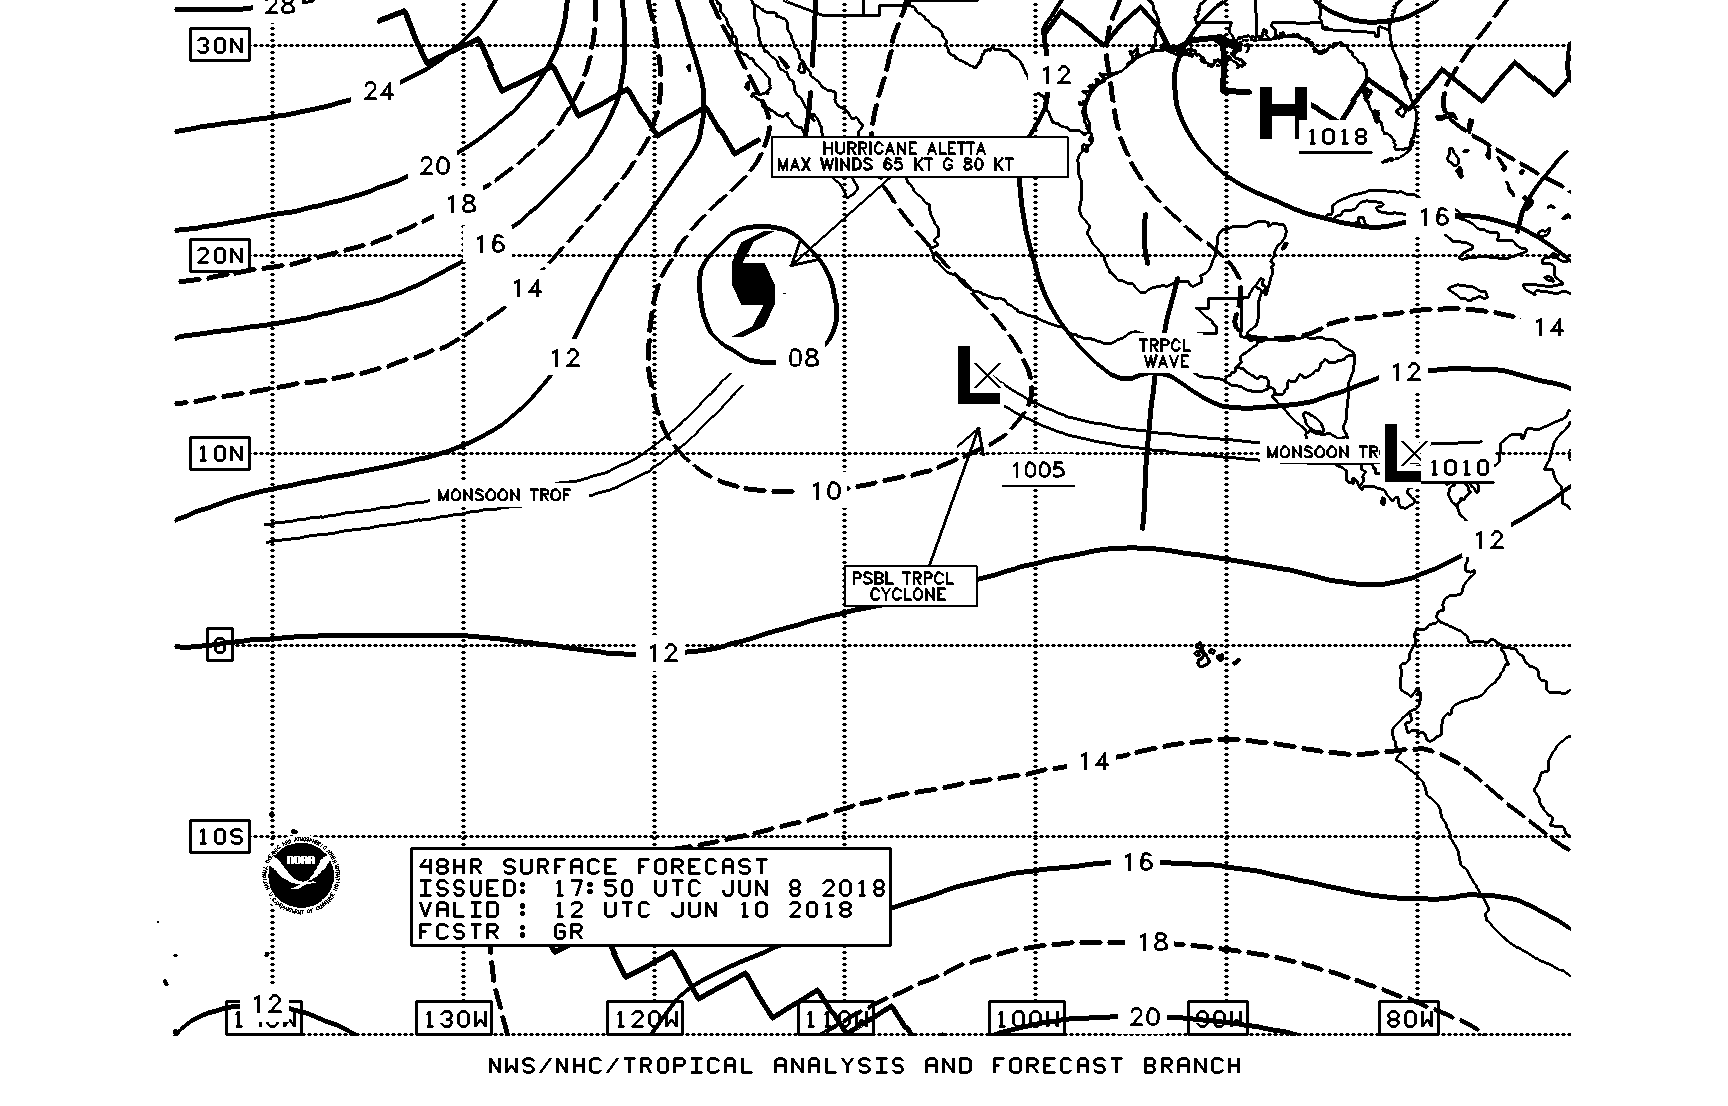 28
30N
12
24
H
1018
HURRICANE ALETTA
MAX WINDS 65 KT G 80 KT
20
18
16
16
20N
14
14
12
08
TRPCL
WAVE
L
12
10N
MONSOON TROF
10
1005
MONSOON TR
L
1010
12
PSBL TRPCL
CYCLONE
0
12
14
10S
NOAA
16
48HR SURFACE FORECAST
ISSUED: 17:50 UTC JUN 8 2018
VALID : 12 UTC JUN 10 2018
FCSTR : GR
18
12
130W
120W
110W
100W
20
90W
80W
NWS/NHC/TROPICAL ANALYSIS AND FORECAST BRANCH